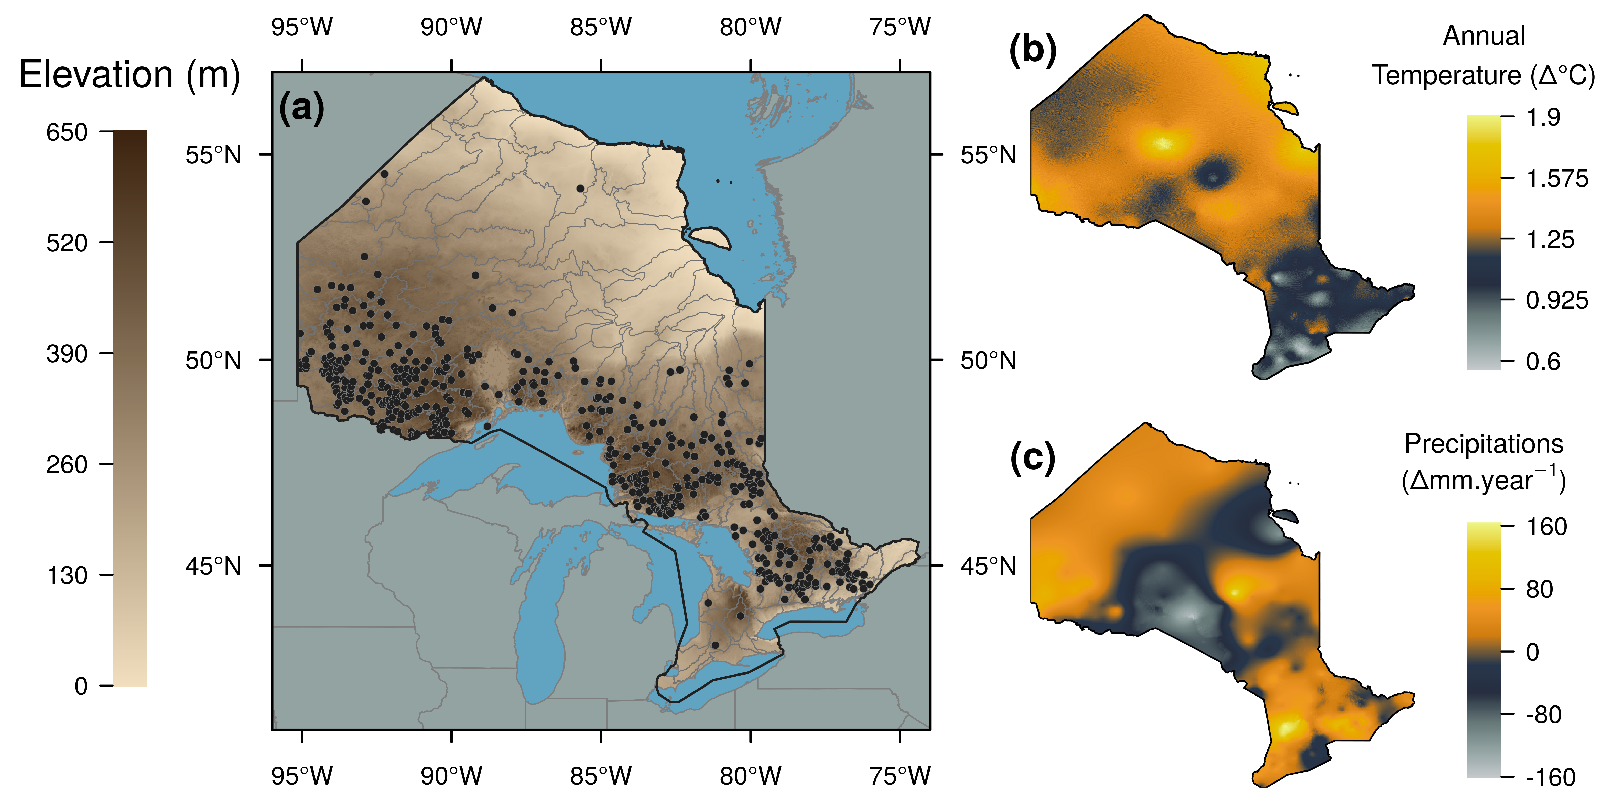 95°W 90°W 85°W 80°W 75°W
Elevation (m)
650
520
390
260
130
0
(a)
55°N
50°N
45°N
55°N
50°N
45°N
95°W 90°W 85°W 80°W 75°W
(b)
Annual
Temperature (Δ°C)
1.9
1.575
1.25
0.925
0.6
(c)
Precipitations
(Δmm.year⁻¹)
160
80
0
-80
-160